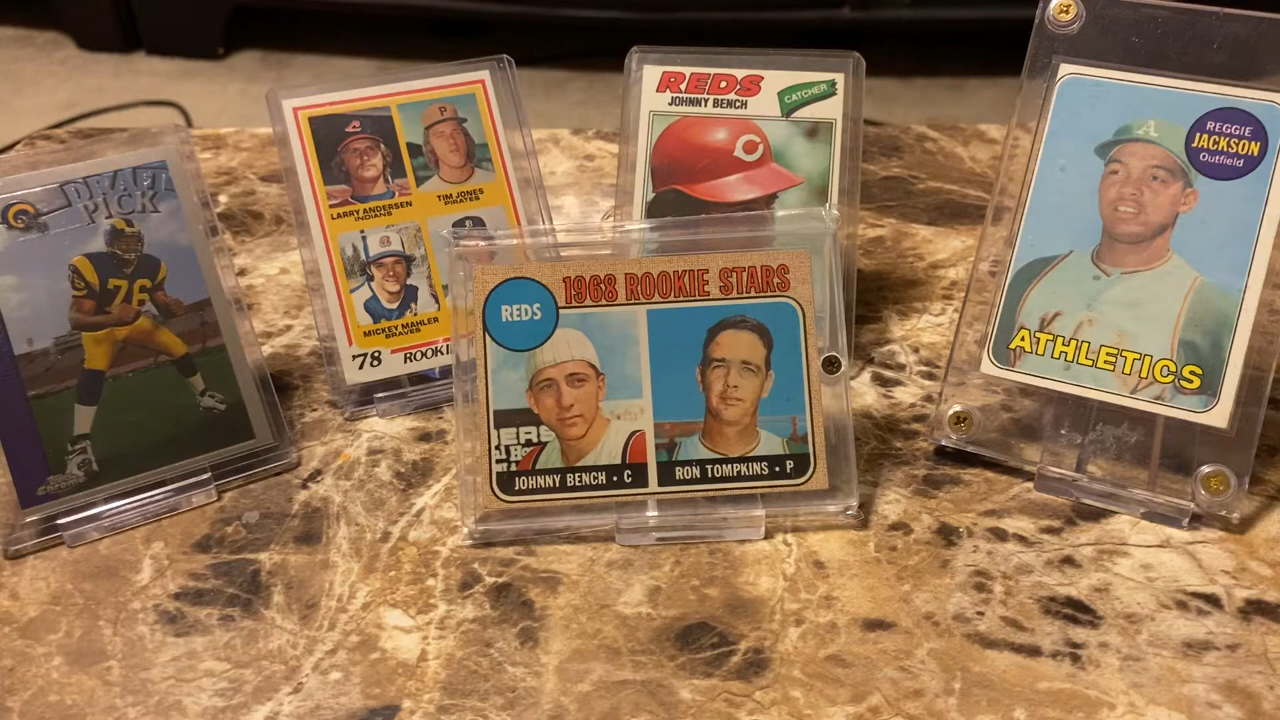 DRAFT
PICK
76
Chrome
LARRY ANDERSEN
INDIANS
TIM JONES
PIRATES
MICKEY MAHLER
BRAVES
'78 ROOKI
REDS
JOHNNY BENCH
CATCHER
C
1968 ROOKIE STARS
REDS
JOHNNY BENCH • C
RON TOMPKINS • P
A
REGGIE
JACKSON
Outfield
ATHLETICS